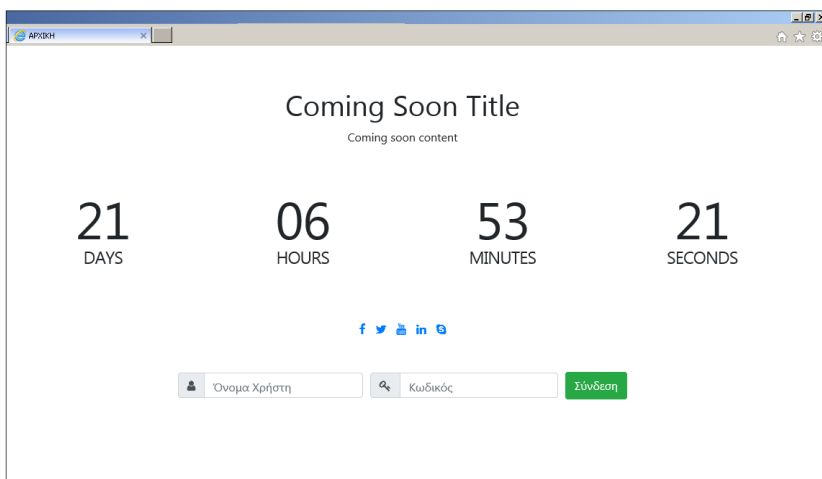 ΑΡΧΙΚΗ
Coming Soon Title
Coming soon content
21 06 53 21
DAYS HOURS MINUTES SECONDS
Όνομα Χρήστη Κωδικός Σύνδεση